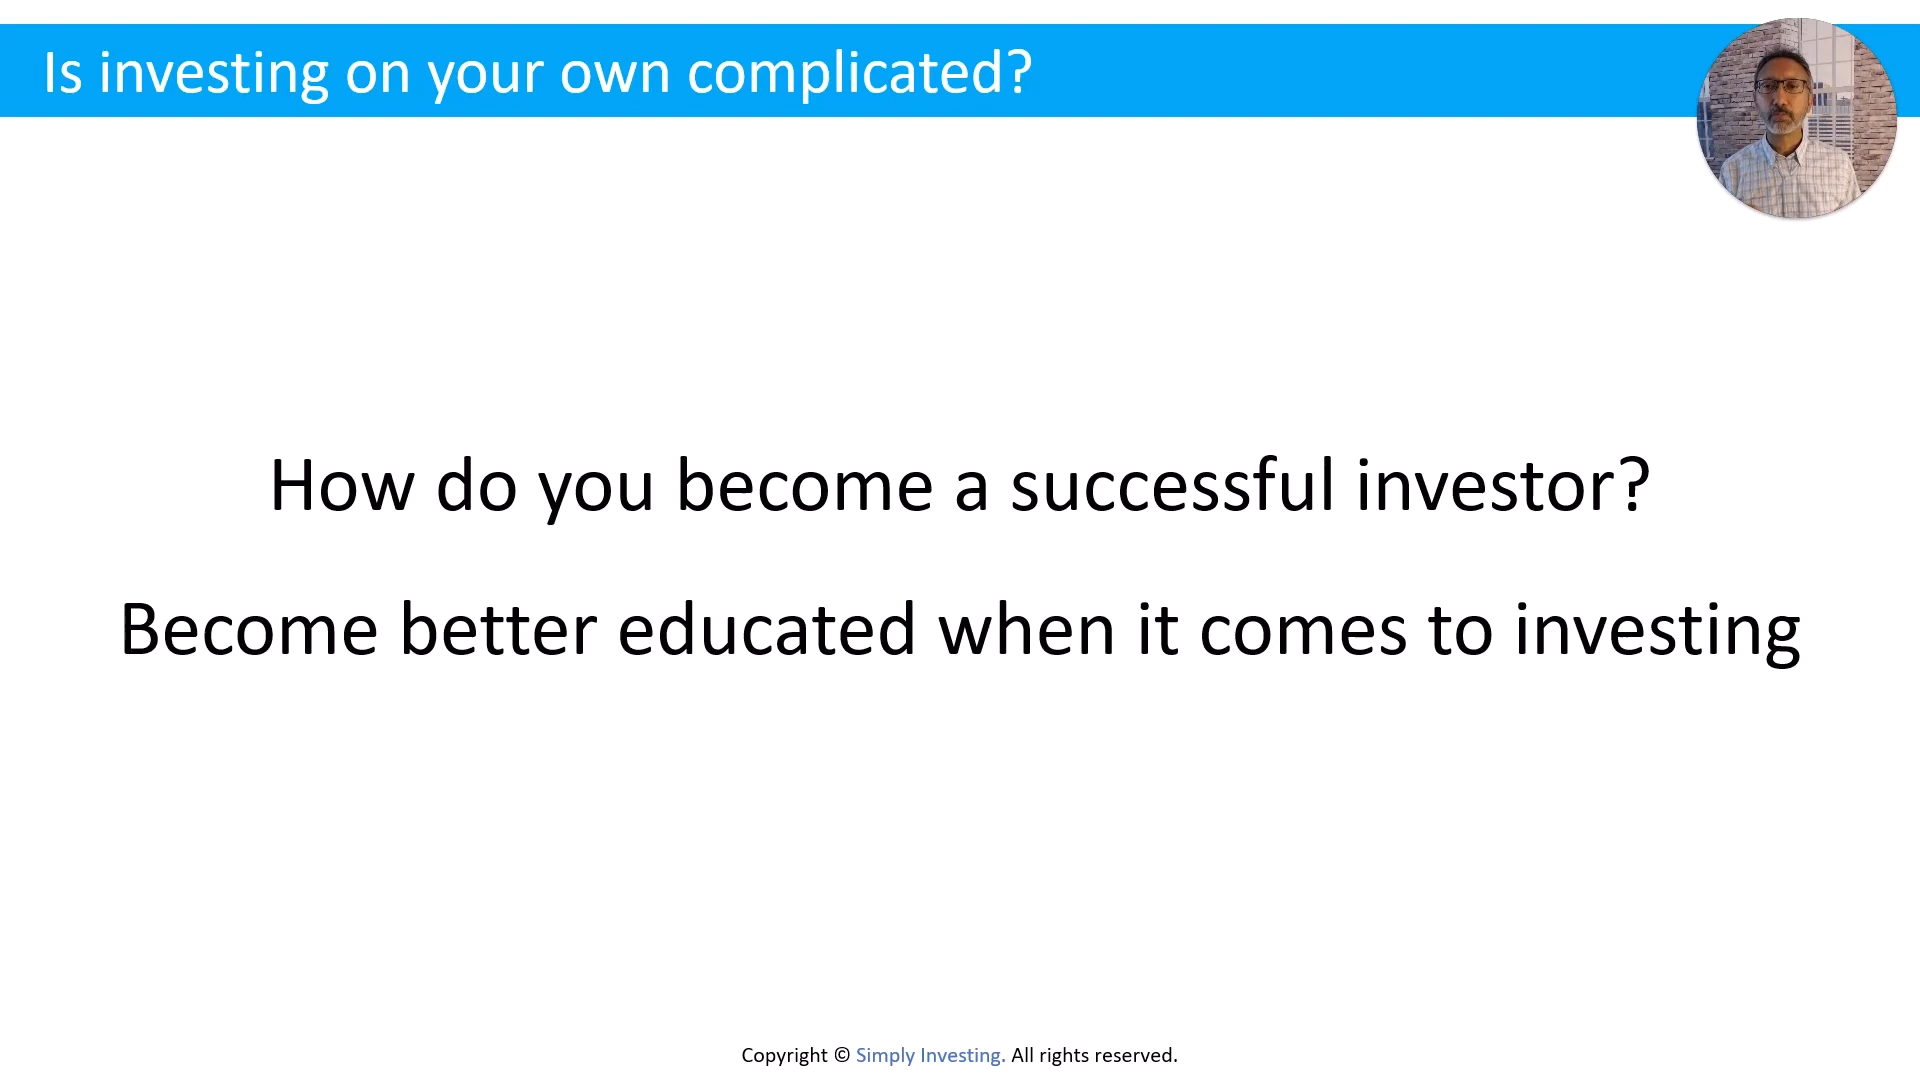 Is investing on your own complicated?
How do you become a successful investor?
Become better educated when it comes to investing
Copyright © Simply Investing. All rights reserved.